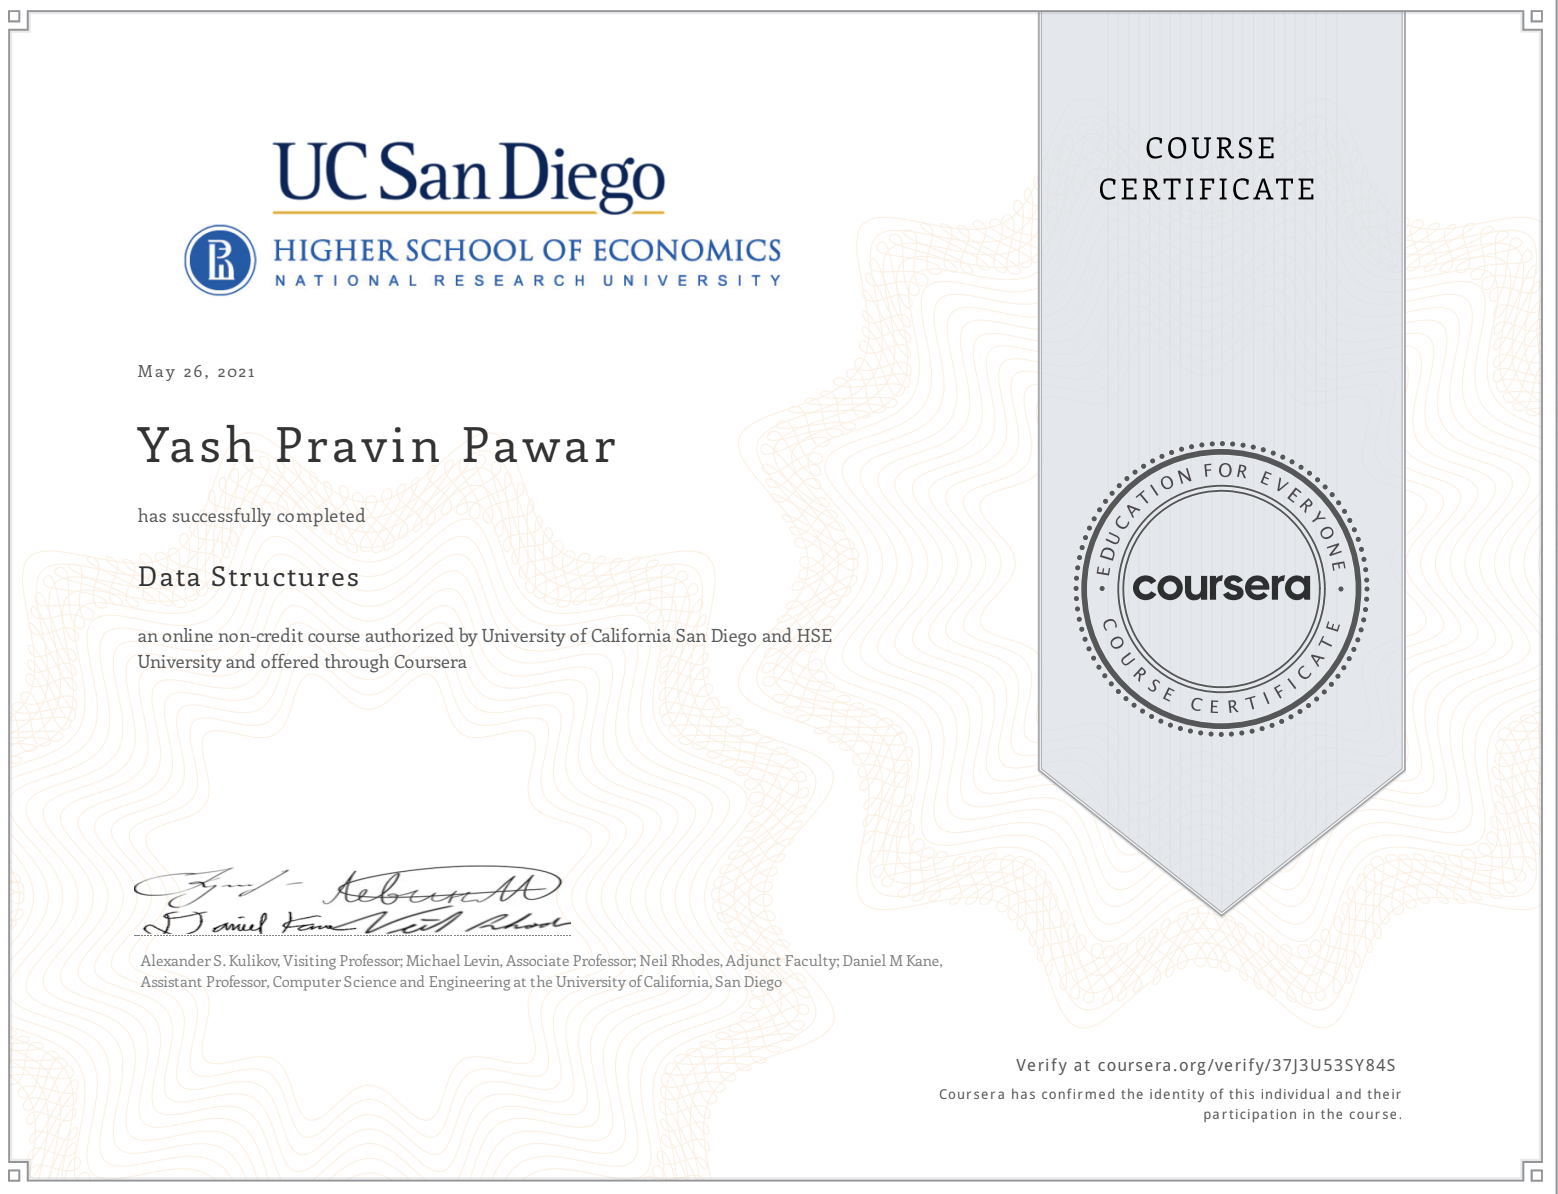 UC San Diego
HIGHER SCHOOL OF ECONOMICS
NATIONAL RESEARCH UNIVERSITY
COURSE
CERTIFICATE
May 26, 2021
Yash Pravin Pawar
has successfully completed
Data Structures
an online non-credit course authorized by University of California San Diego and HSE
University and offered through Coursera
EDUCATION FOR EVERYONE
coursera
COURSE CERTIFICATE
Daniel Kane Neil Rhodes
Alexander S. Kulikov, Visiting Professor; Michael Levin, Associate Professor; Neil Rhodes, Adjunct Faculty; Daniel M Kane,
Assistant Professor, Computer Science and Engineering at the University of California, San Diego
Verify at coursera.org/verify/37J3U53SY84S
Coursera has confirmed the identity of this individual and their
participation in the course.